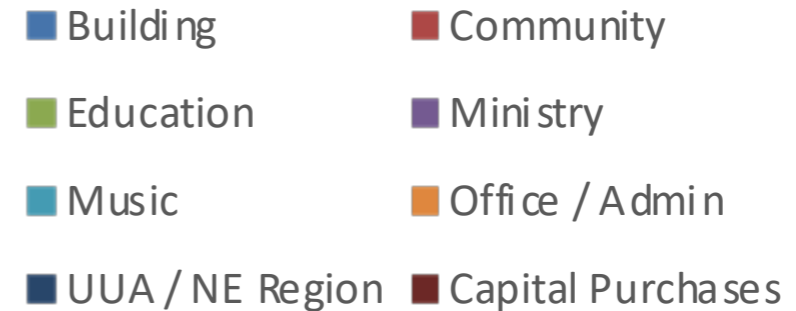 Building Community
Education Ministry
Music Office / Admin
UUA / NE Region Capital Purchases